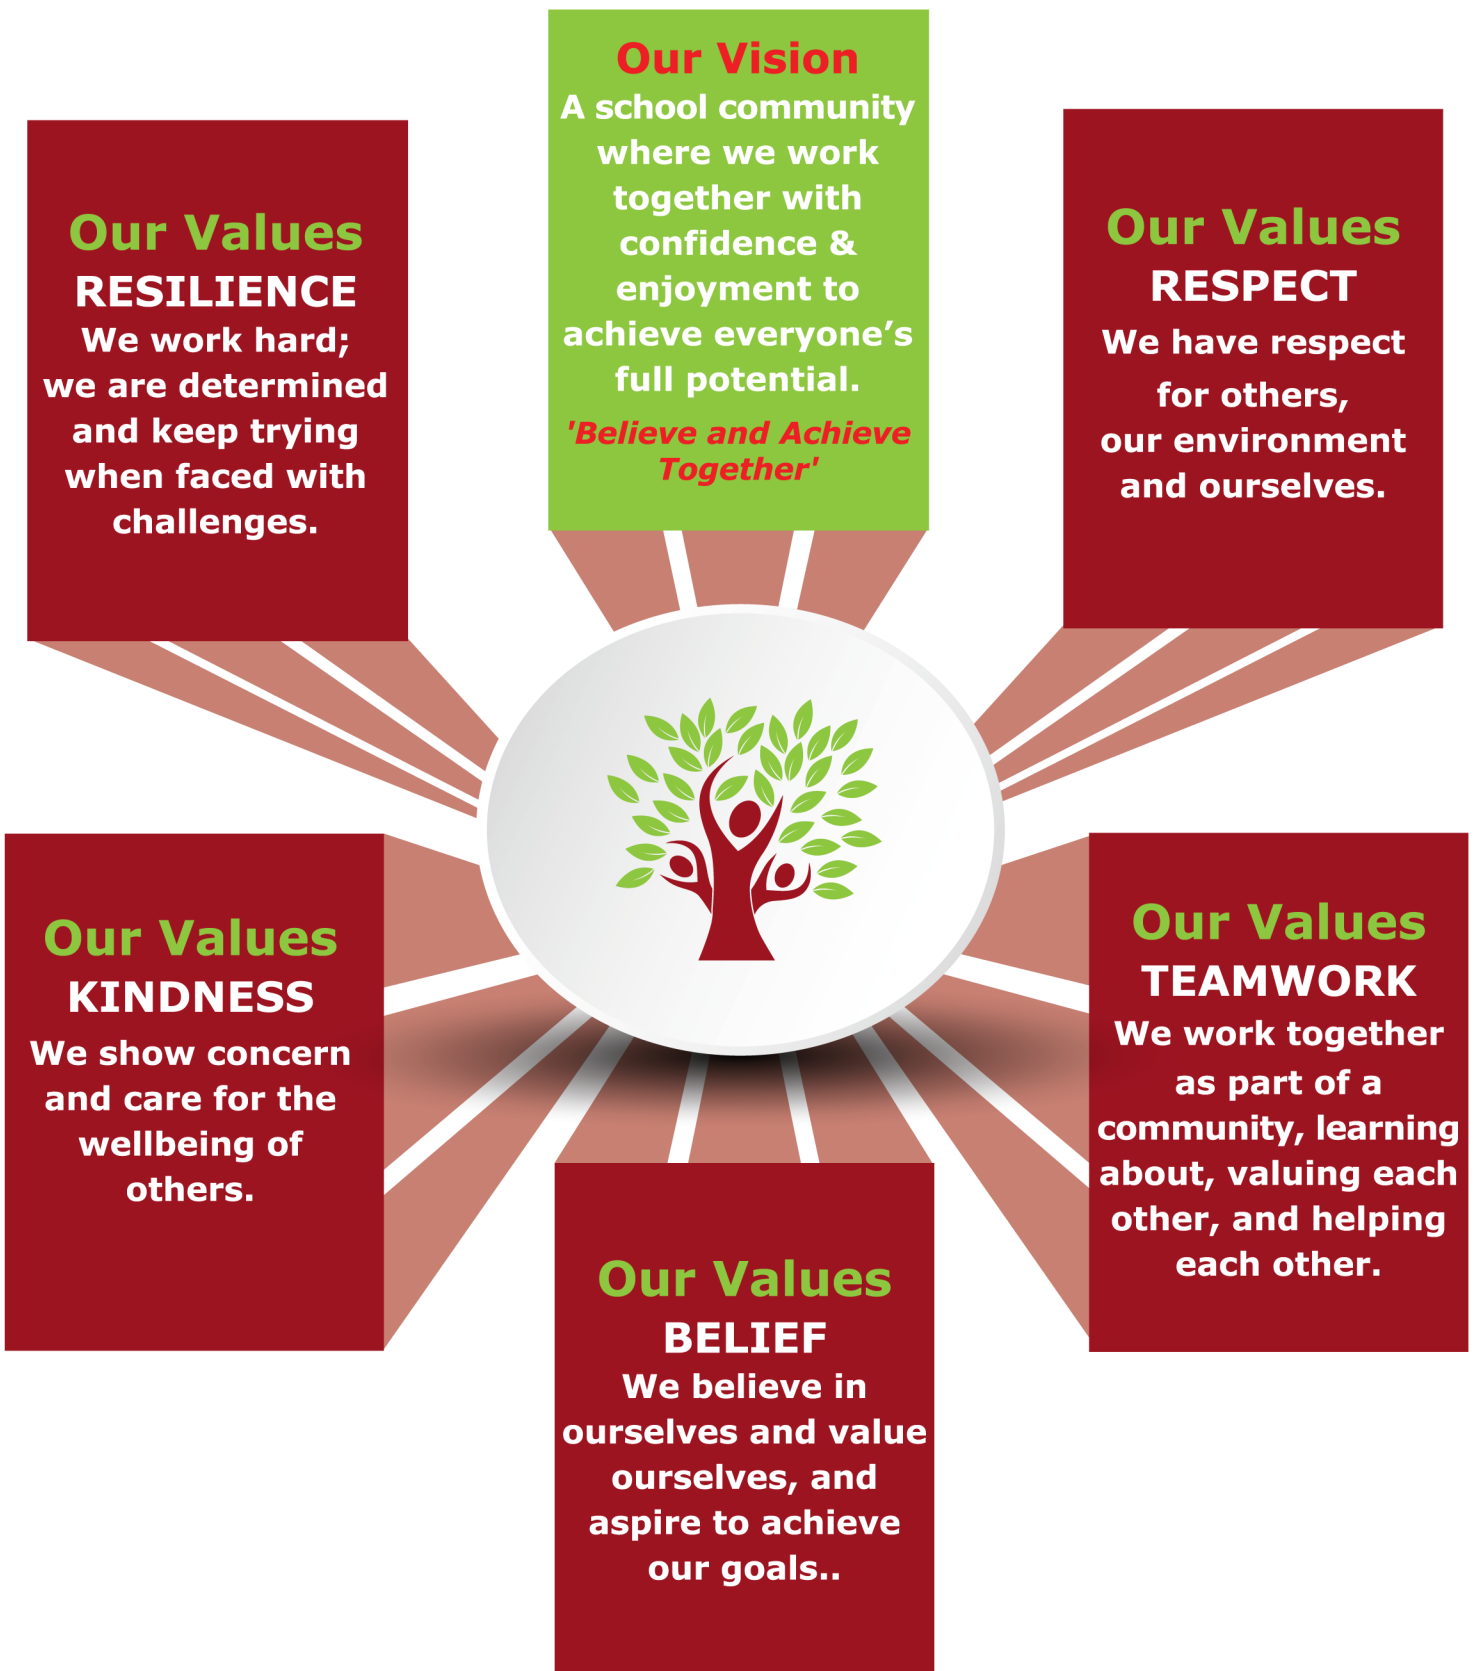 Our Vision
A school community
where we work
together with
confidence &
enjoyment to
achieve everyone’s
full potential.
'Believe and Achieve
Together'
Our Values
RESILIENCE
We work hard;
we are determined
and keep trying
when faced with
challenges.
Our Values
RESPECT
We have respect
for others,
our environment
and ourselves.
Our Values
KINDNESS
We show concern
and care for the
wellbeing of
others.
Our Values
TEAMWORK
We work together
as part of a
community, learning
about, valuing each
other, and helping
each other.
Our Values
BELIEF
We believe in
ourselves and value
ourselves, and
aspire to achieve
our goals..